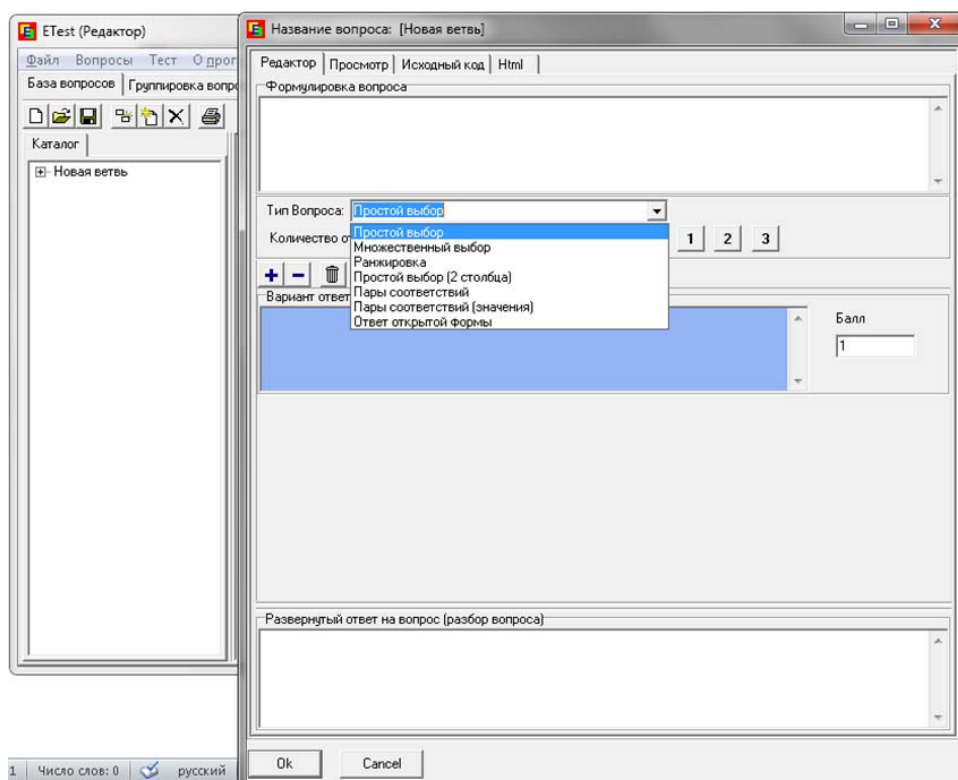 ETest (Редактор)
Файл Вопросы Тест О прог
База вопросов Группировка вопро
Каталог
Новая ветвь
Название вопроса: [Новая ветвь]
Редактор Просмотр Исходный код Html
Формулировка вопроса
Тип Вопроса: Простой выбор
Количество от 1 2 3
Простой выбор
Множественный выбор
Ранжировка
Простой выбор (2 столбца)
Пары соответствий
Пары соответствий (значения)
Ответ открытой формы
Вариант ответ
Балл
1
Развернутый ответ на вопрос (разбор вопроса)
Ok Cancel
1 Число слов: 0 русский